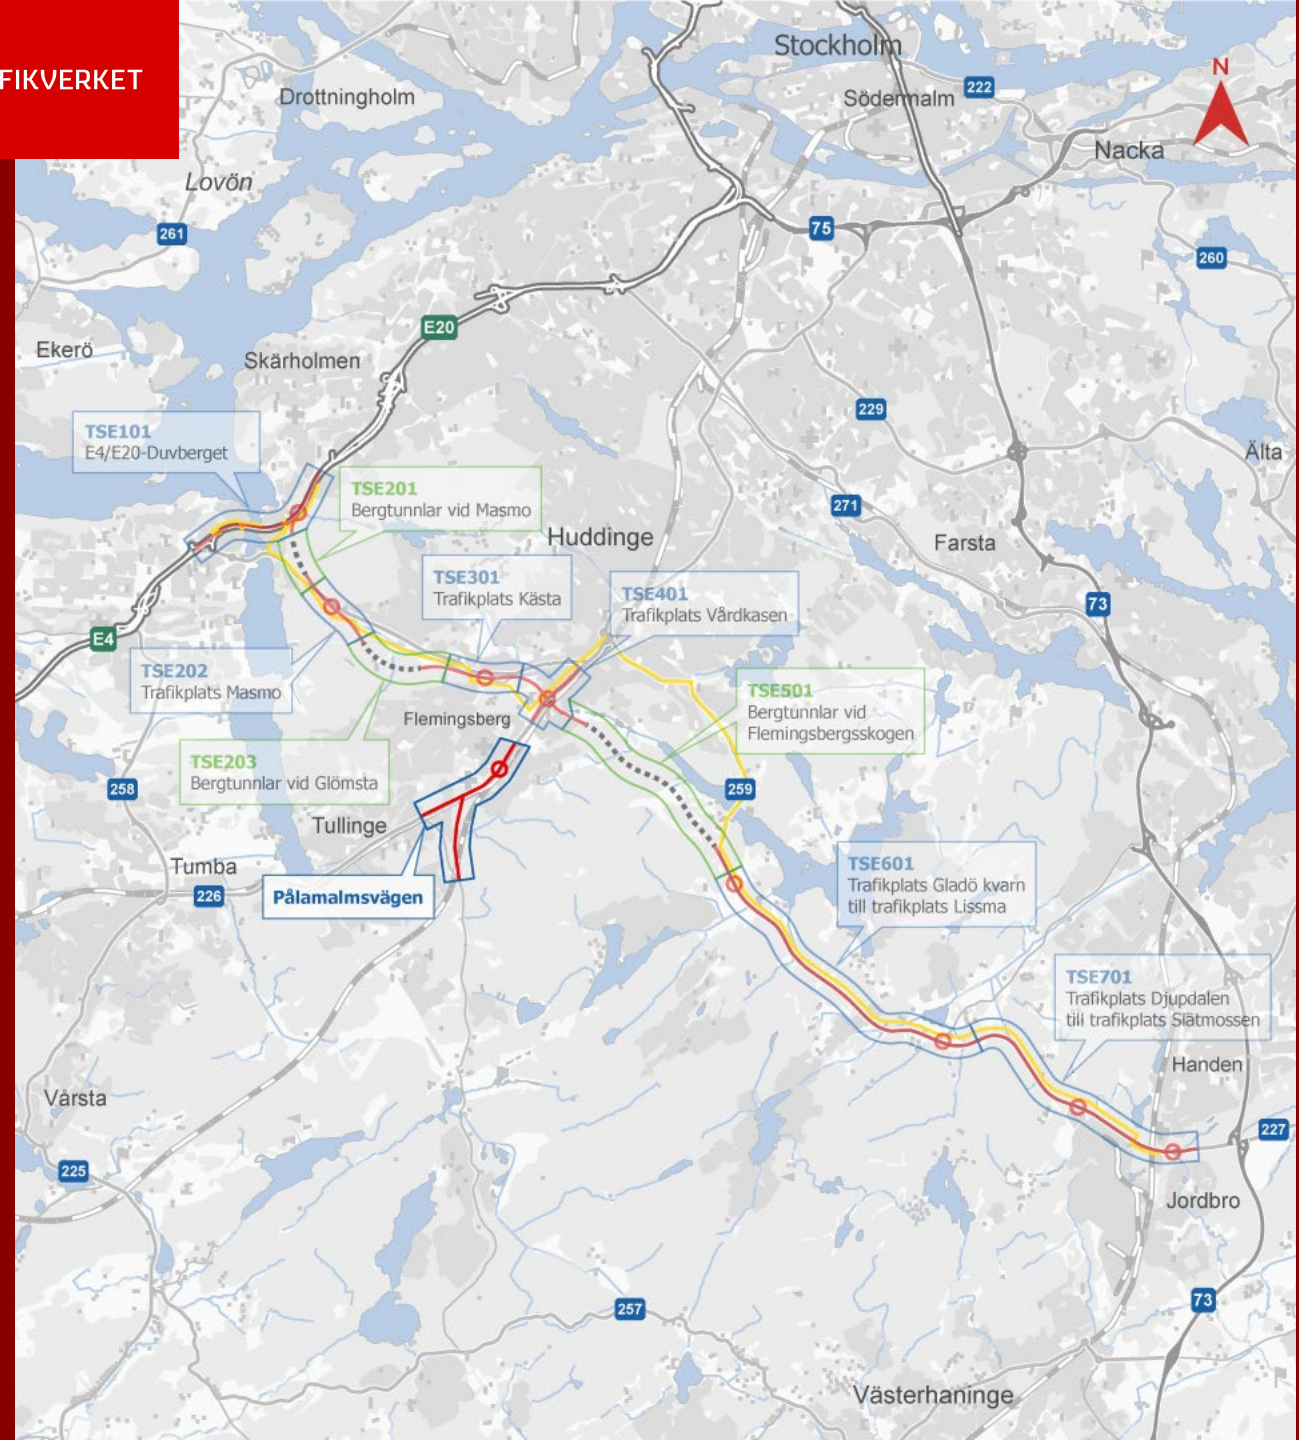 FIKVERKET
Stockholm
N
Drottningholm
Södermalm
222
Nacka
Lovön
261
75
260
E20
Ekerö
Skärholmen
229
TSE101
E4/E20-Duvberget
Älta
TSE201
Bergtunnlar vid Masmo
271
Huddinge
Farsta
TSE301
Trafikplats Kästa
TSE401
Trafikplats Vårdkasen
73
E4
TSE202
Trafikplats Masmo
TSE501
Bergtunnlar vid
Flemingsbergsskogen
Flemingsberg
TSE203
Bergtunnlar vid Glömsta
258
259
Tullinge
Tumba
226
Pålamalmsvägen
TSE601
Trafikplats Gladö kvarn
till trafikplats Lissma
TSE701
Trafikplats Djupdalen
till trafikplats Slätmossen
Handen
Vårsta
227
225
Jordbro
73
257
Västerhaninge